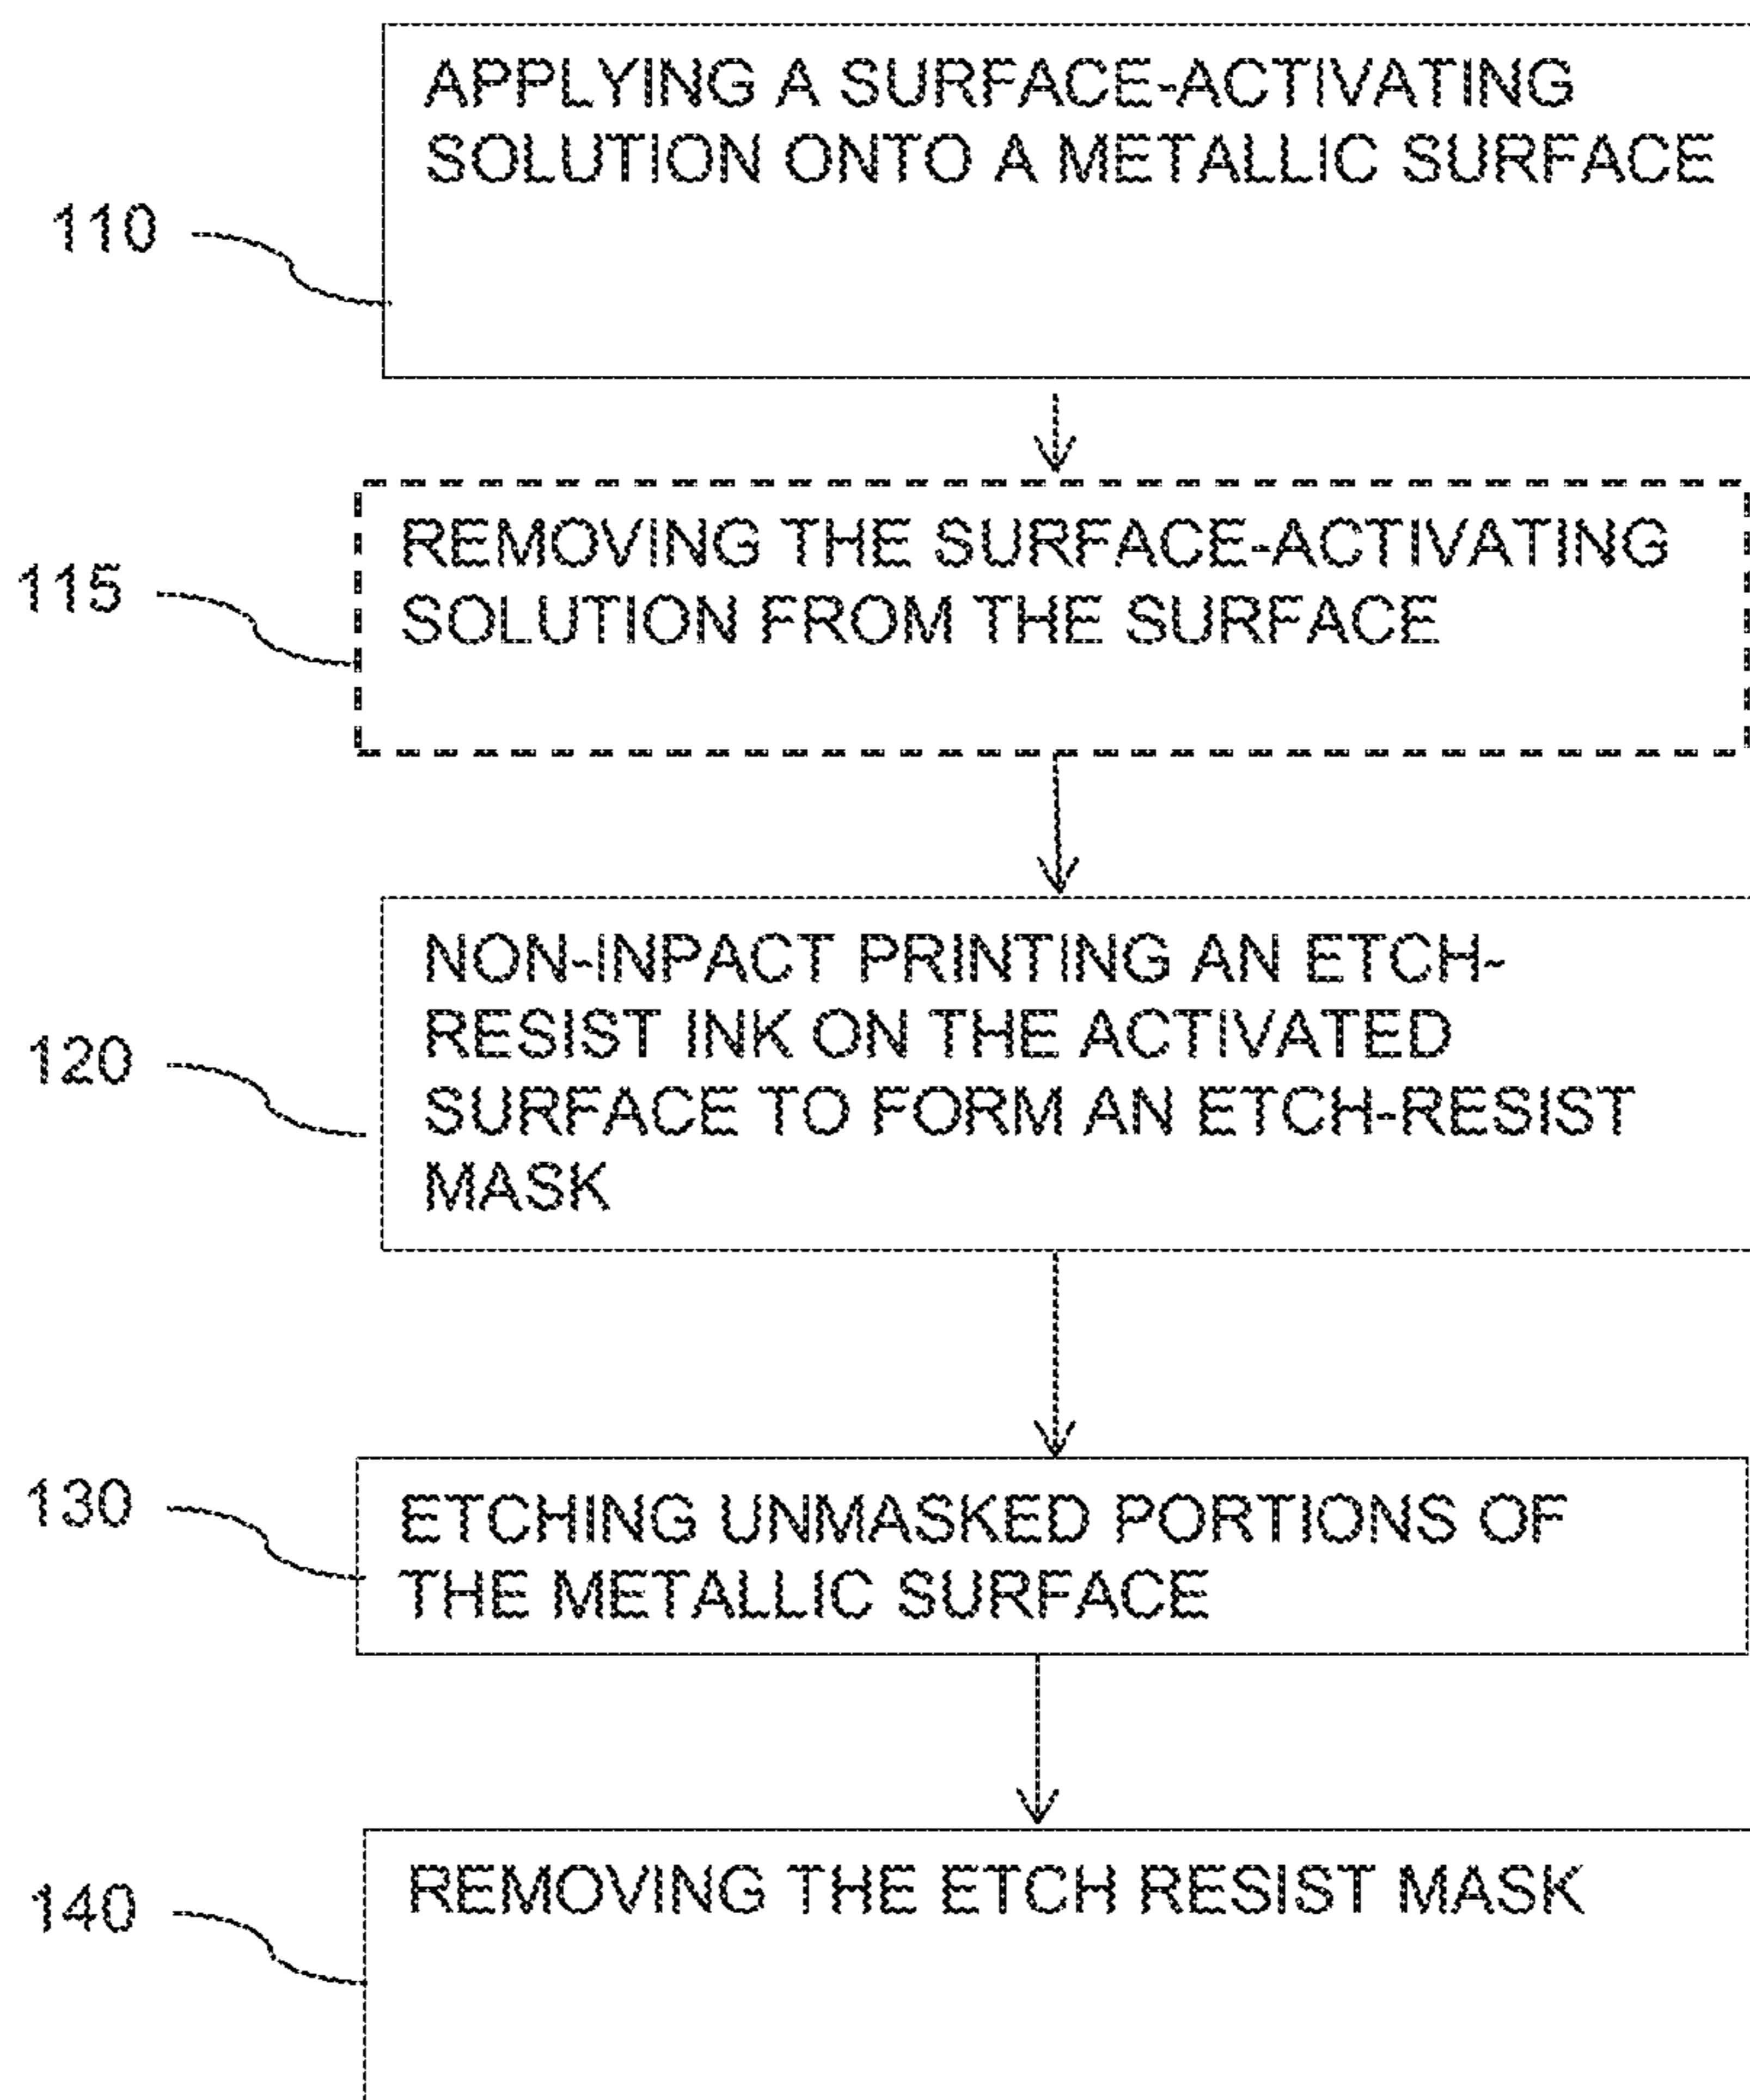 APPLYING A SURFACE-ACTIVATING
SOLUTION ONTO A METALLIC SURFACE
110
REMOVING THE SURFACE-ACTIVATING
SOLUTION FROM THE SURFACE
115
NON-INPACT PRINTING AN ETCH-
RESIST INK ON THE ACTIVATED
SURFACE TO FORM AN ETCH-RESIST
MASK
120
ETCHING UNMASKED PORTIONS OF
THE METALLIC SURFACE
130
REMOVING THE ETCH RESIST MASK
140